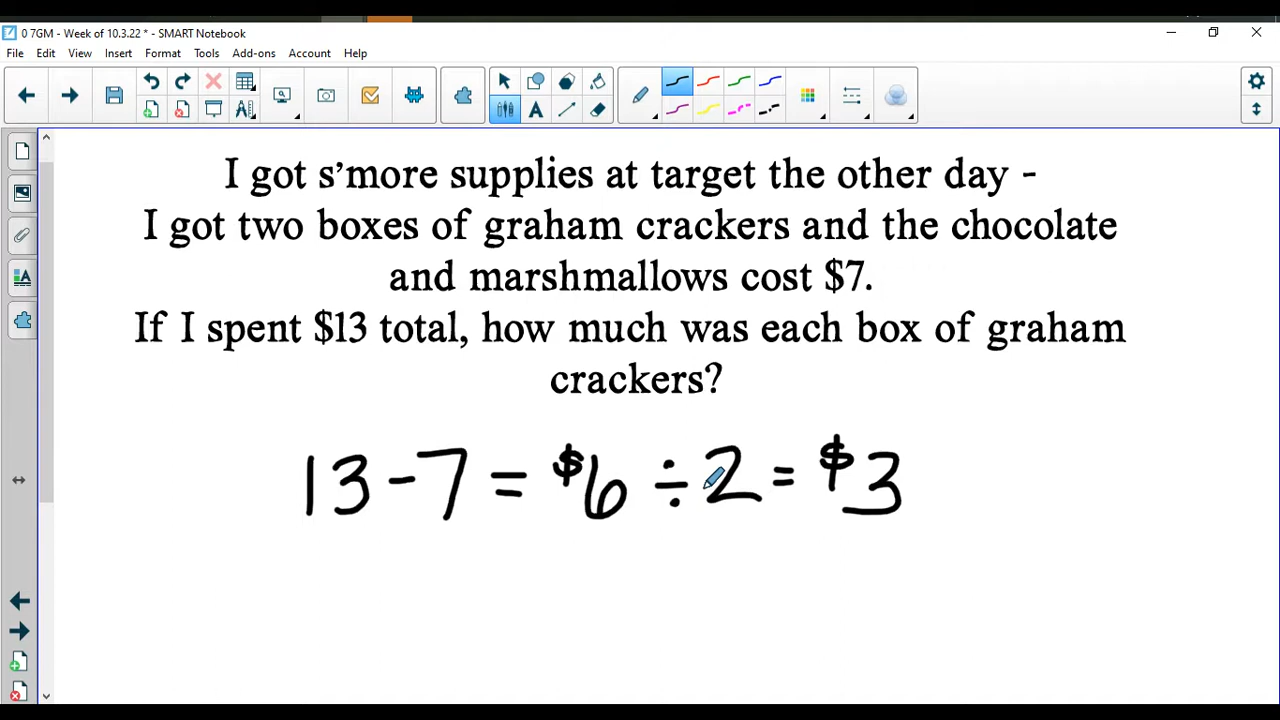 0 7GM - Week of 10.3.22 * - SMART Notebook
File Edit View Insert Format Tools Add-ons Account Help
I got s’more supplies at target the other day -
I got two boxes of graham crackers and the chocolate
and marshmallows cost $7.
If I spent $13 total, how much was each box of graham
crackers?
13 - 7 = $6 ÷ 2 = $3